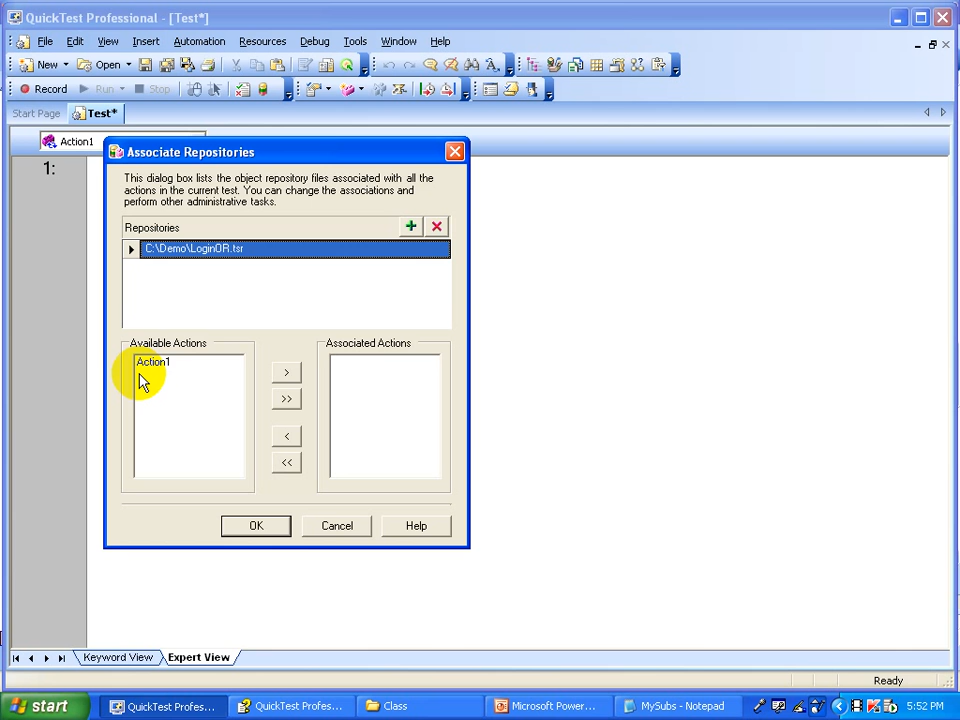 QuickTest Professional - [Test*]
File Edit View Insert Automation Resources Debug Tools Window Help
New Open
Record Run Stop
Start Page Test*
Action1
Associate Repositories
This dialog box lists the object repository files associated with all the
actions in the current test. You can change the associations and
perform other administrative tasks.
Repositories
C:\Demo\LoginOR.tsr
1:
Available Actions
Associated Actions
Action1
>
>>
<
<<
OK Cancel Help
Keyword View Expert View
Ready
start QuickTest Profes... QuickTest Profes... Class Microsoft Power... MySubs - Notepad 5:52 PM